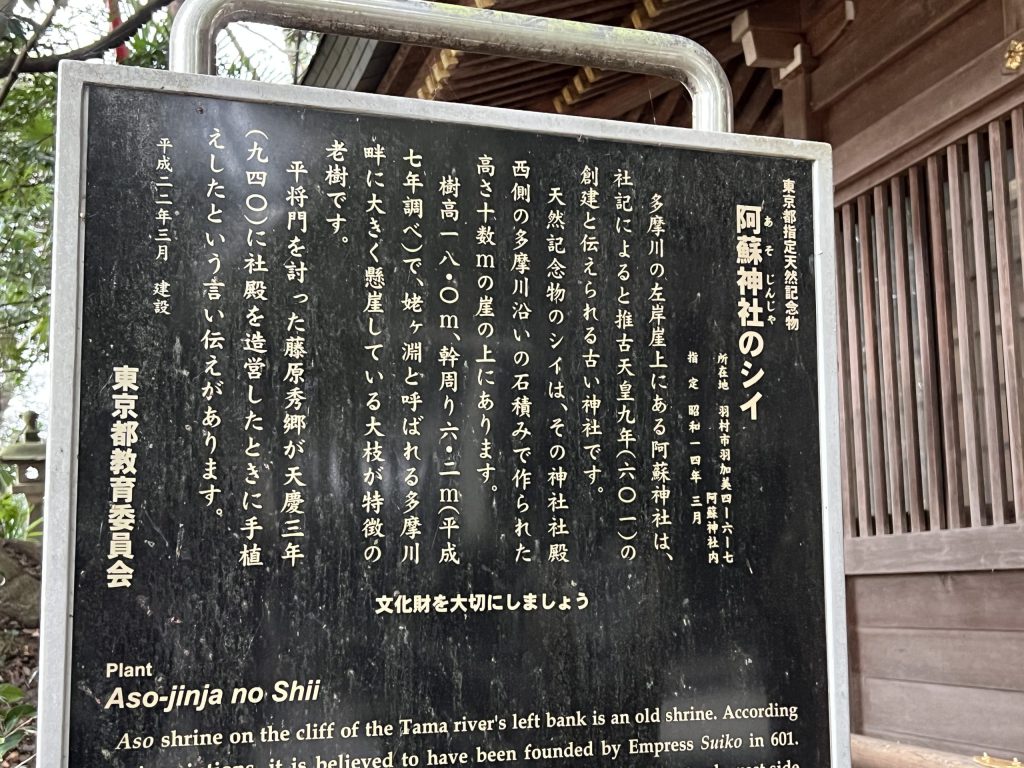 東京都指定天然記念物
阿蘇神社のシイ
あそじんじゃ
所在地 羽村市羽加美四ー六ー七
阿蘇神社内
指定 昭和一四年三月
多摩川の左岸崖上にある阿蘇神社は、
社記によると推古天皇九年(六〇一)の
創建と伝えられる古い神社です。
天然記念物のシイは、その神社社殿
西側の多摩川沿いの石積みで作られた
高さ十数mの崖の上にあります。
樹高一八・〇m、幹周り六・二m(平成
七年調べ)で、姥ヶ淵と呼ばれる多摩川
畔に大きく懸崖している大枝が特徴の
老樹です。
平将門を討った藤原秀郷が天慶三年
(九四〇)に社殿を造営したときに手植
えしたという言い伝えがあります。
平成二二年三月 建設
東京都教育委員会
文化財を大切にしましょう
Plant
Aso-jinja no Shii
Aso shrine on the cliff of the Tama river's left bank is an old shrine. According
it is believed to have been founded by Empress Suiko in 601.
west side